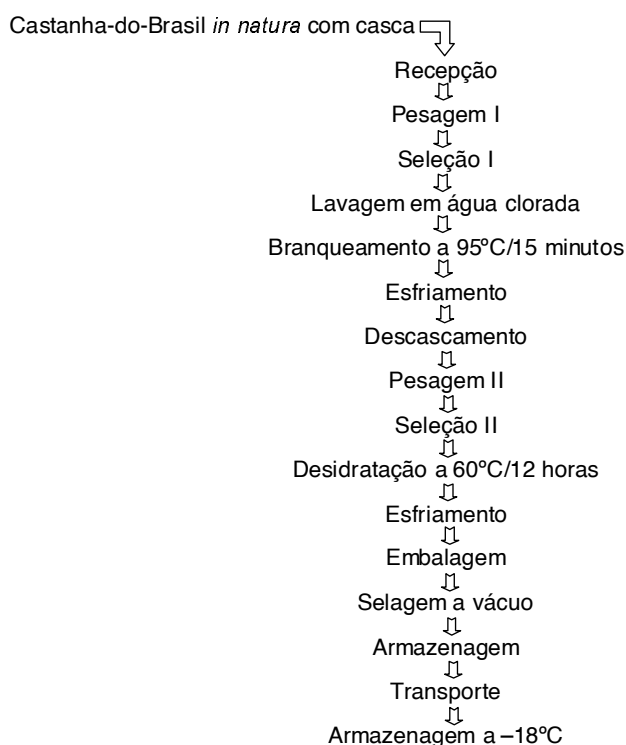 Castanha-do-Brasil in natura com casca
Recepção
Pesagem I
Seleção I
Lavagem em água clorada
Branqueamento a 95ºC/15 minutos
Esfriamento
Descascamento
Pesagem II
Seleção II
Desidratação a 60ºC/12 horas
Esfriamento
Embalagem
Selagem a vácuo
Armazenagem
Transporte
Armazenagem a –18ºC